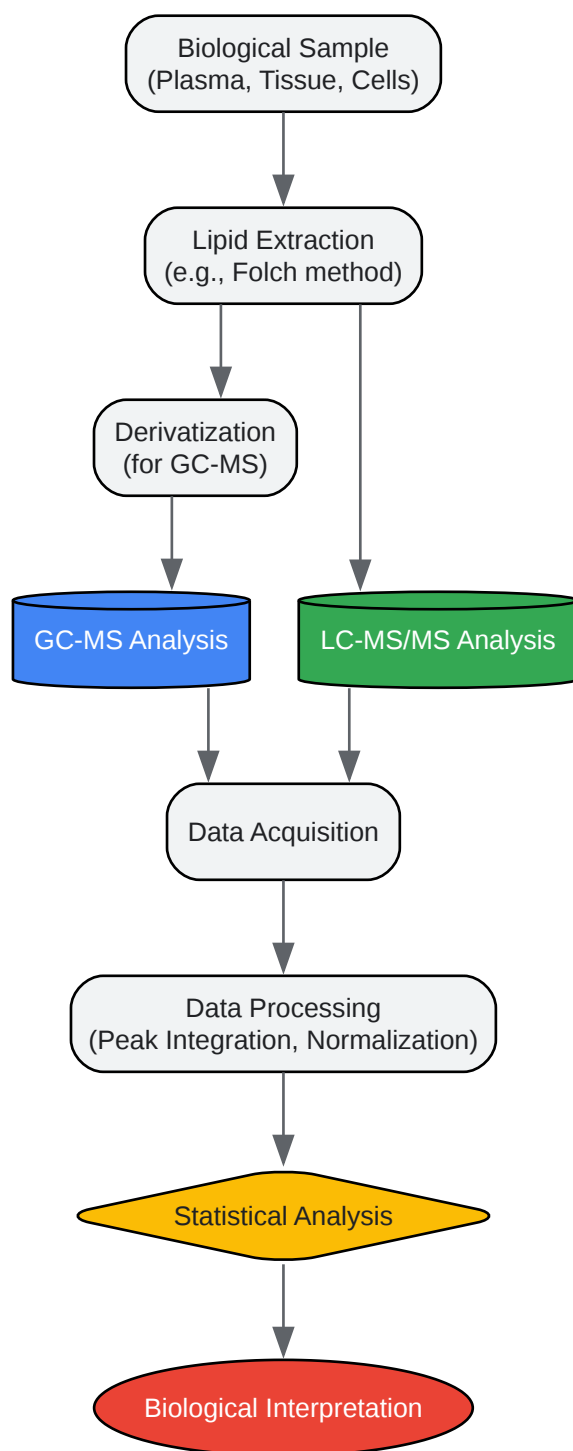 Biological Sample
(Plasma, Tissue, Cells)
Lipid Extraction
(e.g., Folch method)
Derivatization
(for GC-MS)
GC-MS Analysis
LC-MS/MS Analysis
Data Acquisition
Data Processing
(Peak Integration, Normalization)
Statistical Analysis
Biological Interpretation